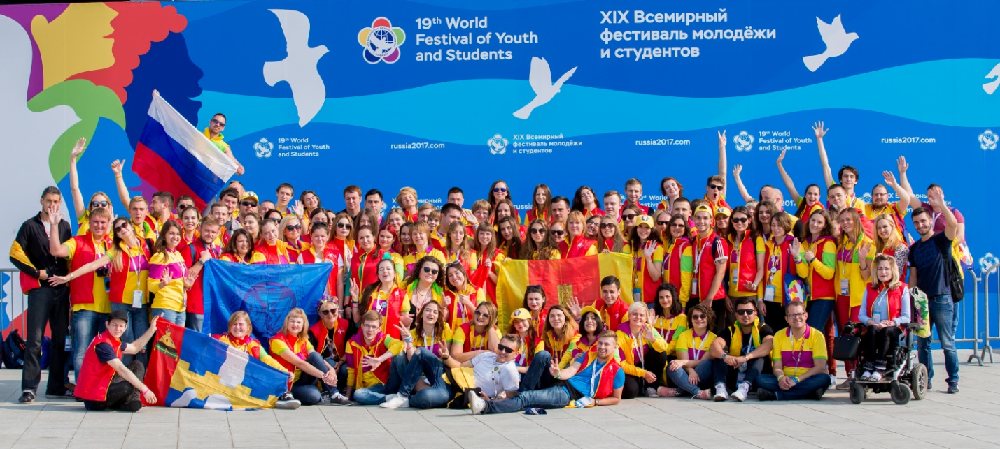 19th World
Festival of Youth
and Students
XIX Всемирный
фестиваль молодёжи
и студентов
19th World
Festival of Youth
and Students
russia2017.com
XIX Всемирный
фестиваль молодёжи
и студентов
russia2017.com
19th World
Festival of Youth
and Students
russia2017.com